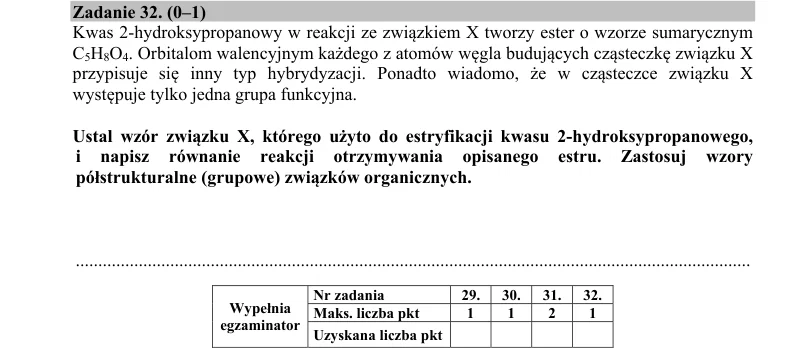 Zadanie 32. (0–1)
Kwas 2-hydroksypropanowy w reakcji ze związkiem X tworzy ester o wzorze sumarycznym
C₅H₈O₄. Orbitalom walencyjnym każdego z atomów węgla budujących cząsteczkę związku X
przypisuje się inny typ hybrydyzacji. Ponadto wiadomo, że w cząsteczce związku X
występuje tylko jedna grupa funkcyjna.
Ustal wzór związku X, którego użyto do estryfikacji kwasu 2-hydroksypropanowego,
i napisz równanie reakcji otrzymywania opisanego estru. Zastosuj wzory
półstrukturalne (grupowe) związków organicznych.
Wypełnia egzaminator
Nr zadania 29. 30. 31. 32.
Maks. liczba pkt 1 1 2 1
Uzyskana liczba pkt